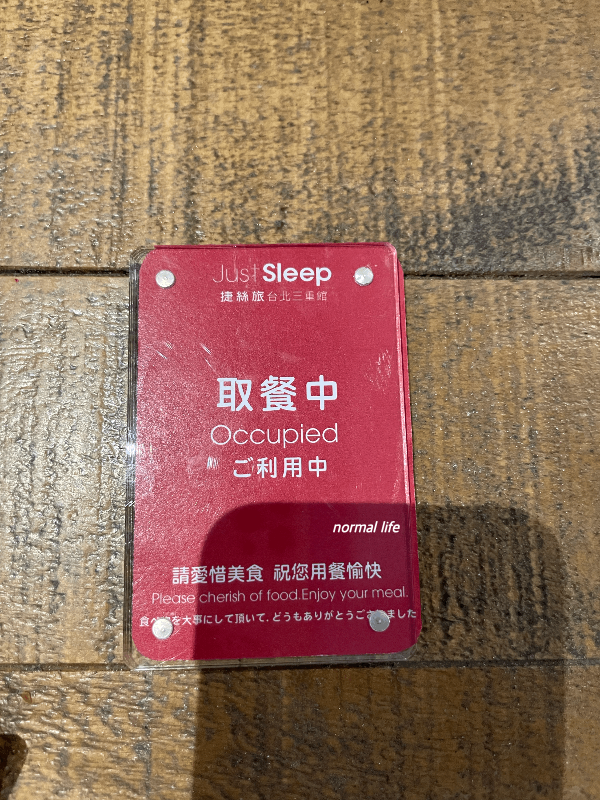 Just Sleep
捷絲旅台北三重館
取餐中
Occupied
ご利用中
normal life
請愛惜美食 祝您用餐愉快
Please cherish of food.Enjoy your meal.
食べ を大事にして頂いて、どうもありがとうご ました